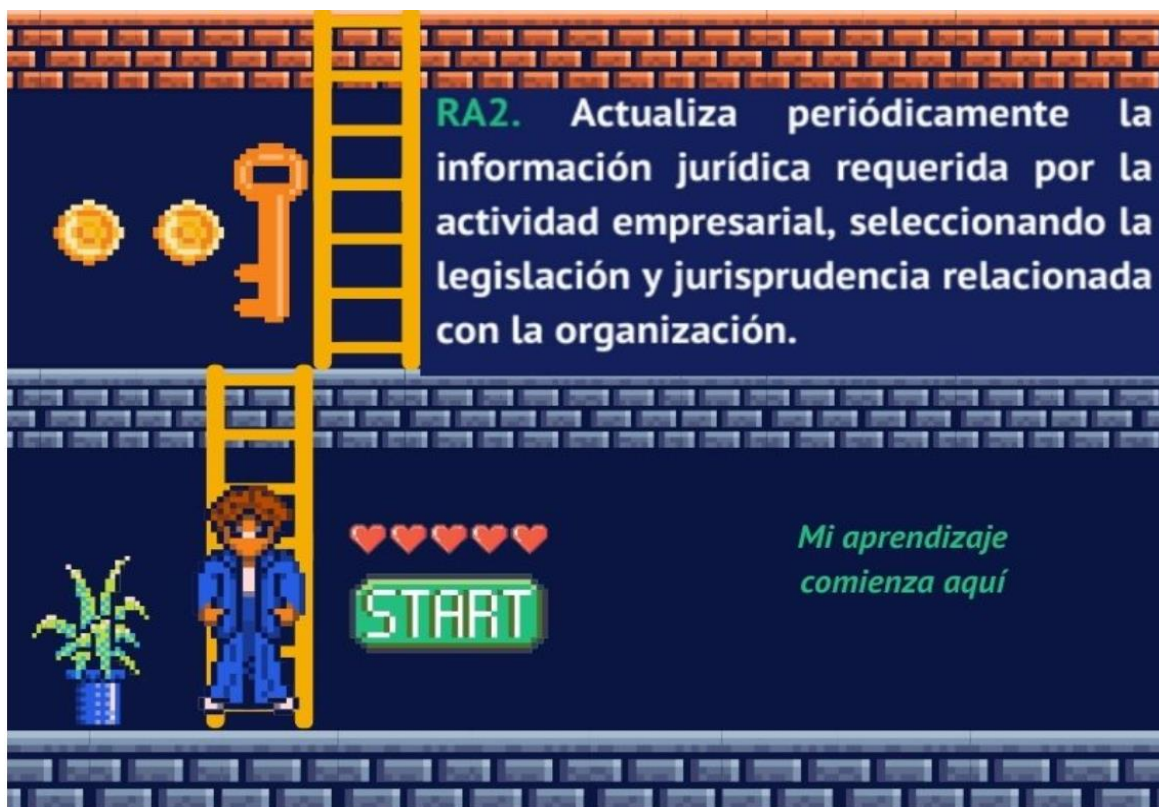 RA2. Actualiza periódicamente la
información jurídica requerida por la
actividad empresarial, seleccionando la
legislación y jurisprudencia relacionada
con la organización.
START
Mi aprendizaje
comienza aquí